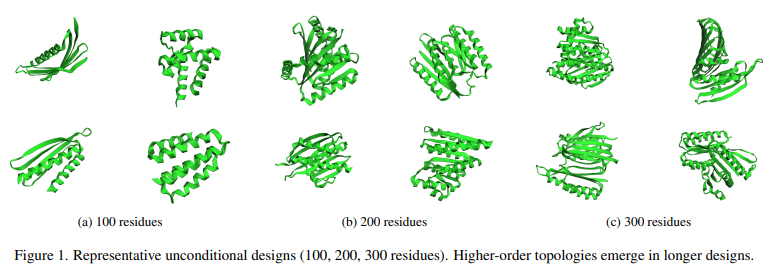 (a) 100 residues
(b) 200 residues
(c) 300 residues
Figure 1. Representative unconditional designs (100, 200, 300 residues). Higher-order topologies emerge in longer designs.